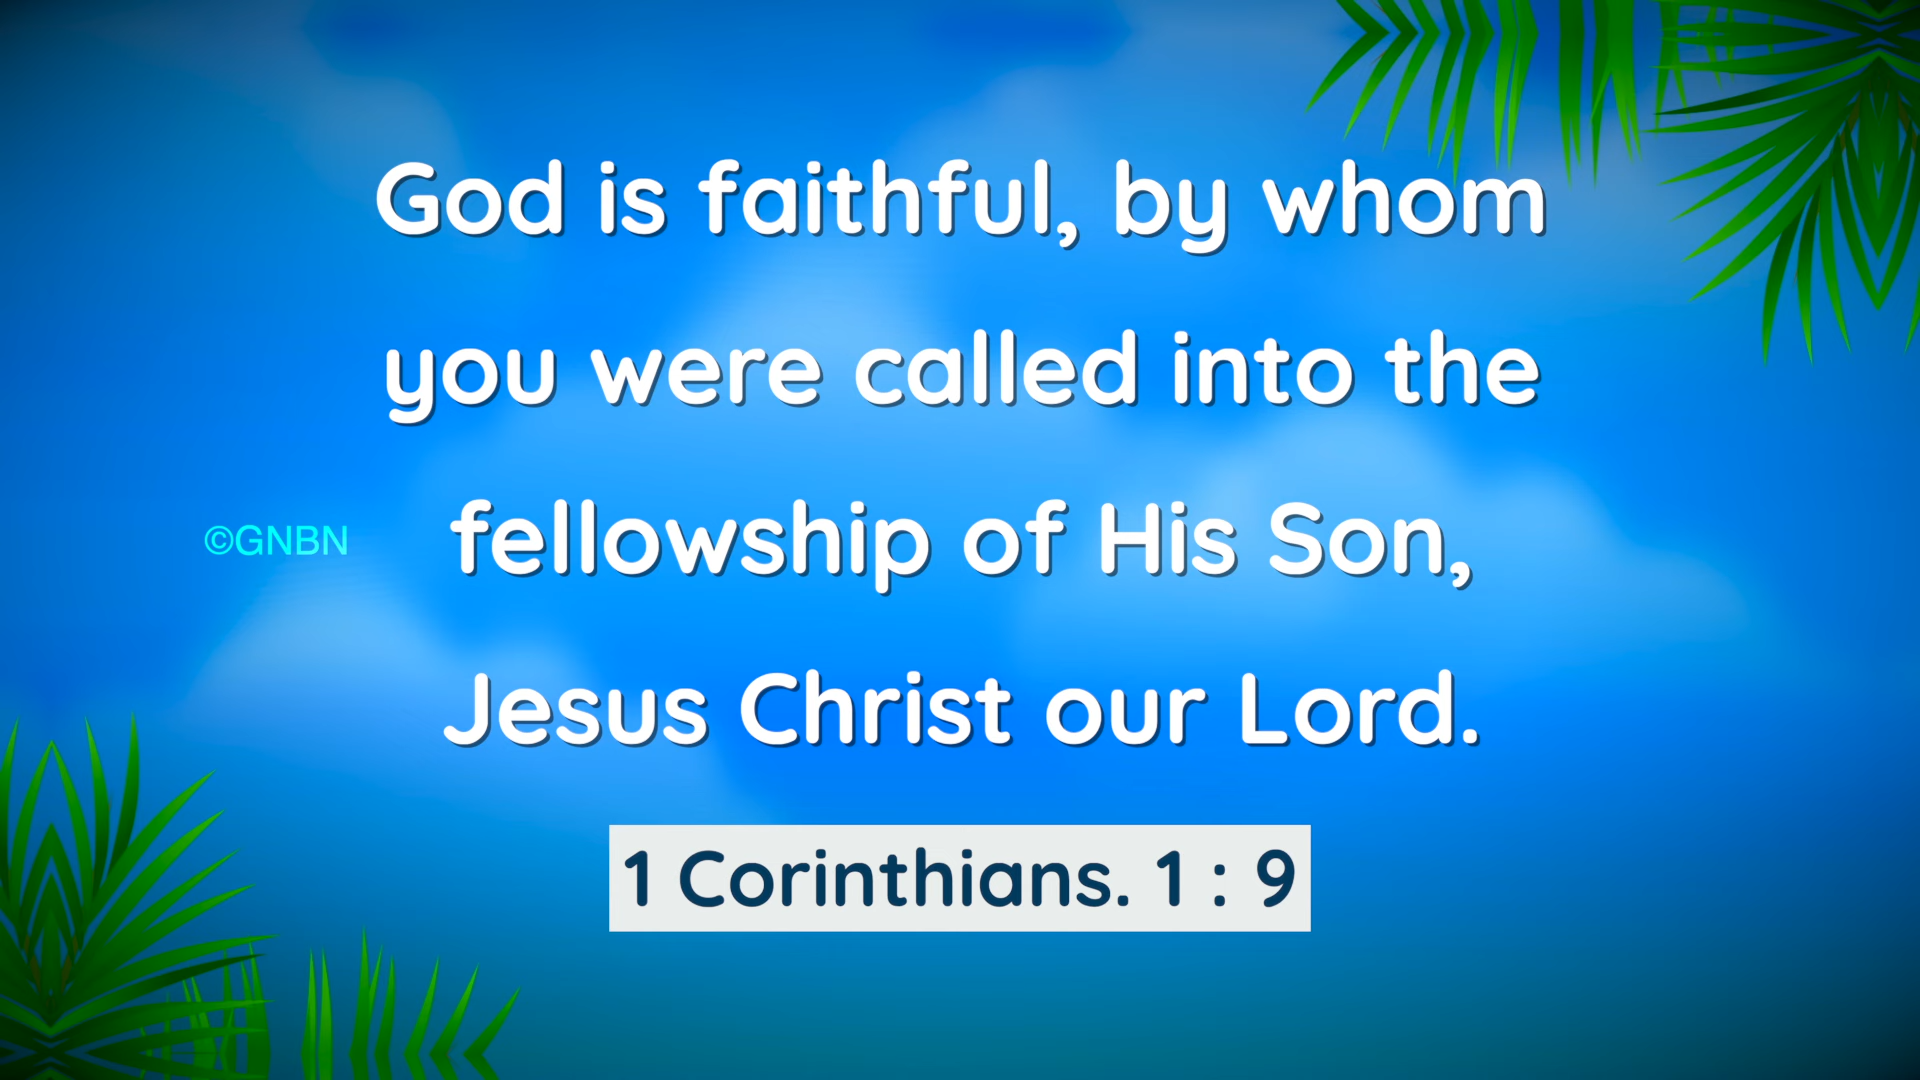 God is faithful, by whom
you were called into the
fellowship of His Son,
Jesus Christ our Lord.
1 Corinthians. 1 : 9
©GNBN